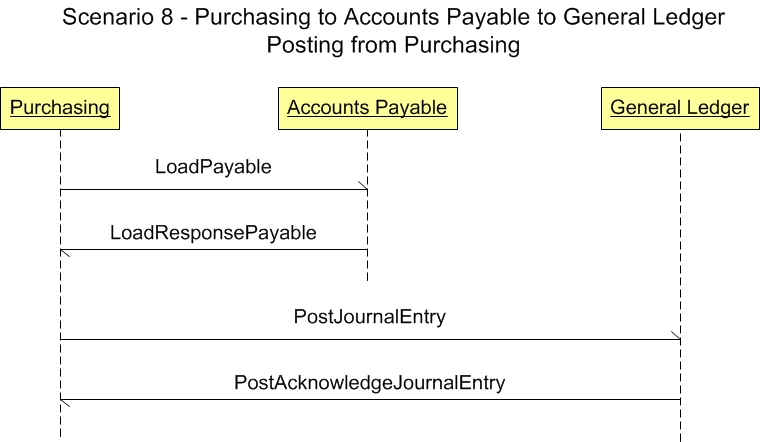 Scenario 8 - Purchasing to Accounts Payable to General Ledger
Posting from Purchasing
Purchasing
Accounts Payable
General Ledger
LoadPayable
LoadResponsePayable
PostJournalEntry
PostAcknowledgeJournalEntry